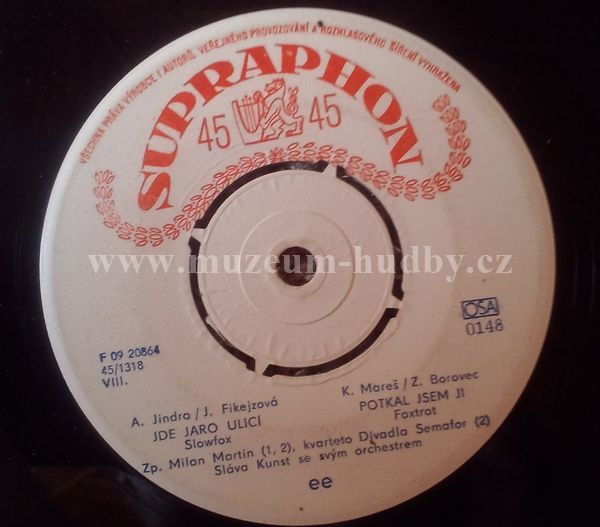 VŠECHNA PRÁVA VÝROBCE I AUTORŮ, VEŘEJNÉHO PROVOZOVÁNÍ A ROZHLASOVÉHO ŠÍŘENÍ VYHRAŽENA
SUPRAPHON
45 45
www.muzeum-hudby.cz
OSA
0148
F 09 20864
45/1318
VIII.
A. Jindra/J. Fikejzová
JDE JARO ULICÍ
Slowfox
K. Mareš/Z. Borovec
POTKAL JSEM JI
Foxtrot
Zp. Milan Martin (1, 2), kvarteto Divadla Semafor (2)
Sláva Kunst se svým orchestrem
ee